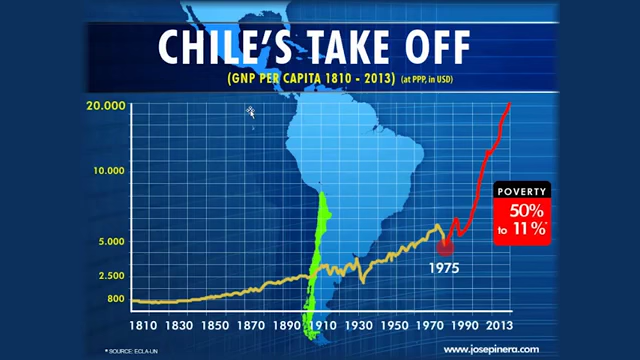 CHILE'S TAKE OFF
(GNP PER CAPITA 1810 - 2013) (at PPP, in USD)
20.000
10.000
5.000
2.500
800
POVERTY
50%
to 11%*
1975
1810 1830 1850 1870 1890 1910 1930 1950 1970 1990 2013
* SOURCE: ECLA-UN
www.josepinera.com